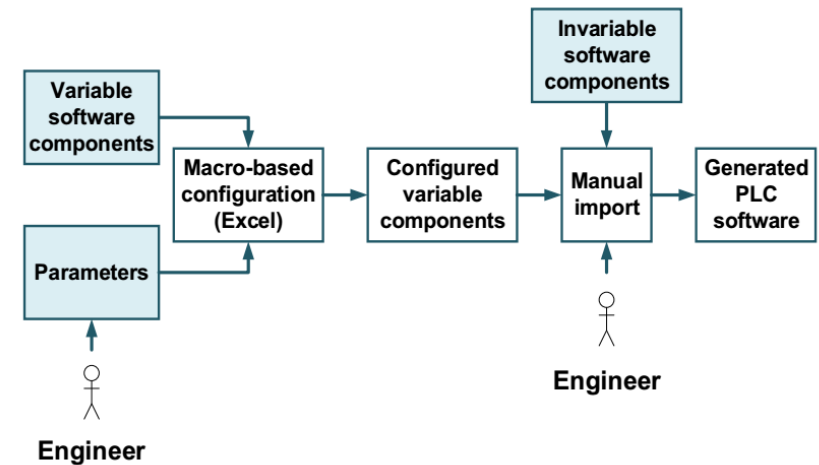 Invariable
software
components
Variable
software
components
Macro-based
configuration
(Excel)
Configured
variable
components
Manual
import
Generated
PLC
software
Parameters
Engineer
Engineer